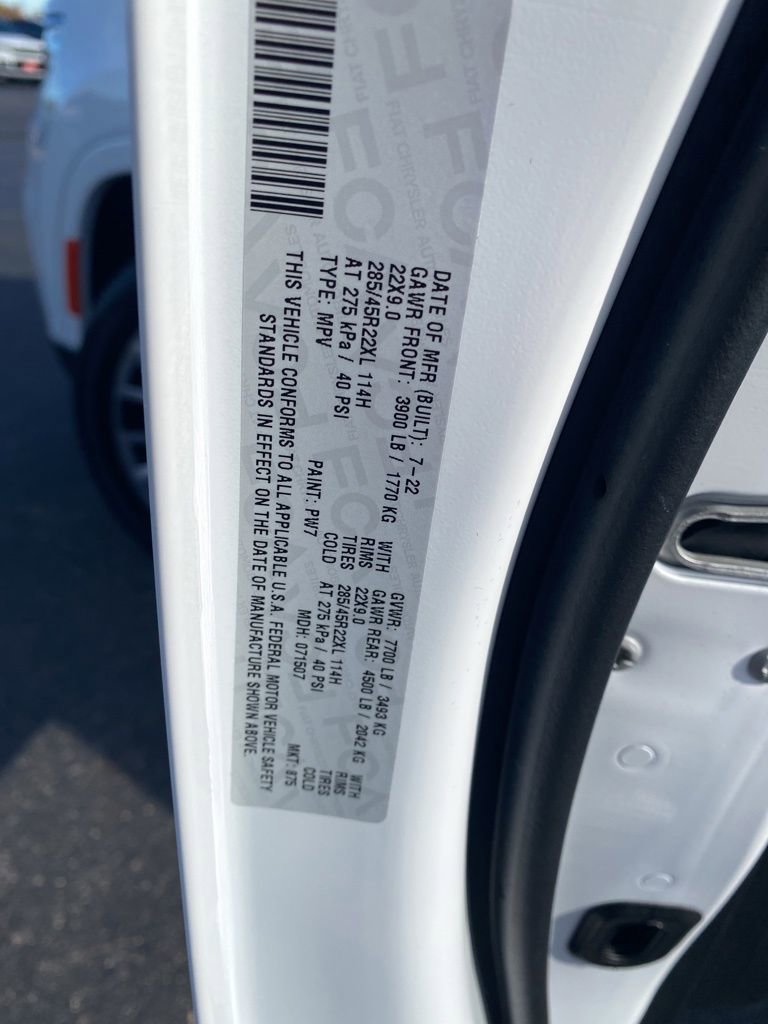 DATE OF MFR (BUILT): 7-22 GVWR: 7700 LB / 3493 KG
GAWR FRONT: 3900 LB / 1770 KG WITH GAWR REAR: 4500 LB / 2042 KG WITH
22X9.0 RIMS 22X9.0 RIMS
285/45R22XL 114H TIRES 285/45R22XL 114H TIRES
AT 275 kPa / 40 PSI COLD AT 275 kPa / 40 PSI COLD
TYPE: MPV PAINT: PW7 MDH: 071507 MKT: 875
THIS VEHICLE CONFORMS TO ALL APPLICABLE U.S.A. FEDERAL MOTOR VEHICLE SAFETY
STANDARDS IN EFFECT ON THE DATE OF MANUFACTURE SHOWN ABOVE.